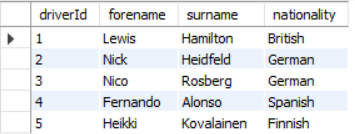 driverId forename surname nationality
1 Lewis Hamilton British
2 Nick Heidfeld German
3 Nico Rosberg German
4 Fernando Alonso Spanish
5 Heikki Kovalainen Finnish